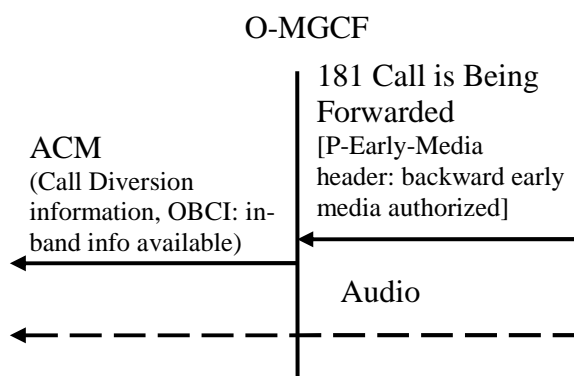 O-MGCF
181 Call is Being
Forwarded
[P-Early-Media
header: backward early
media authorized]
ACM
(Call Diversion
information, OBCI: in-
band info available)
Audio